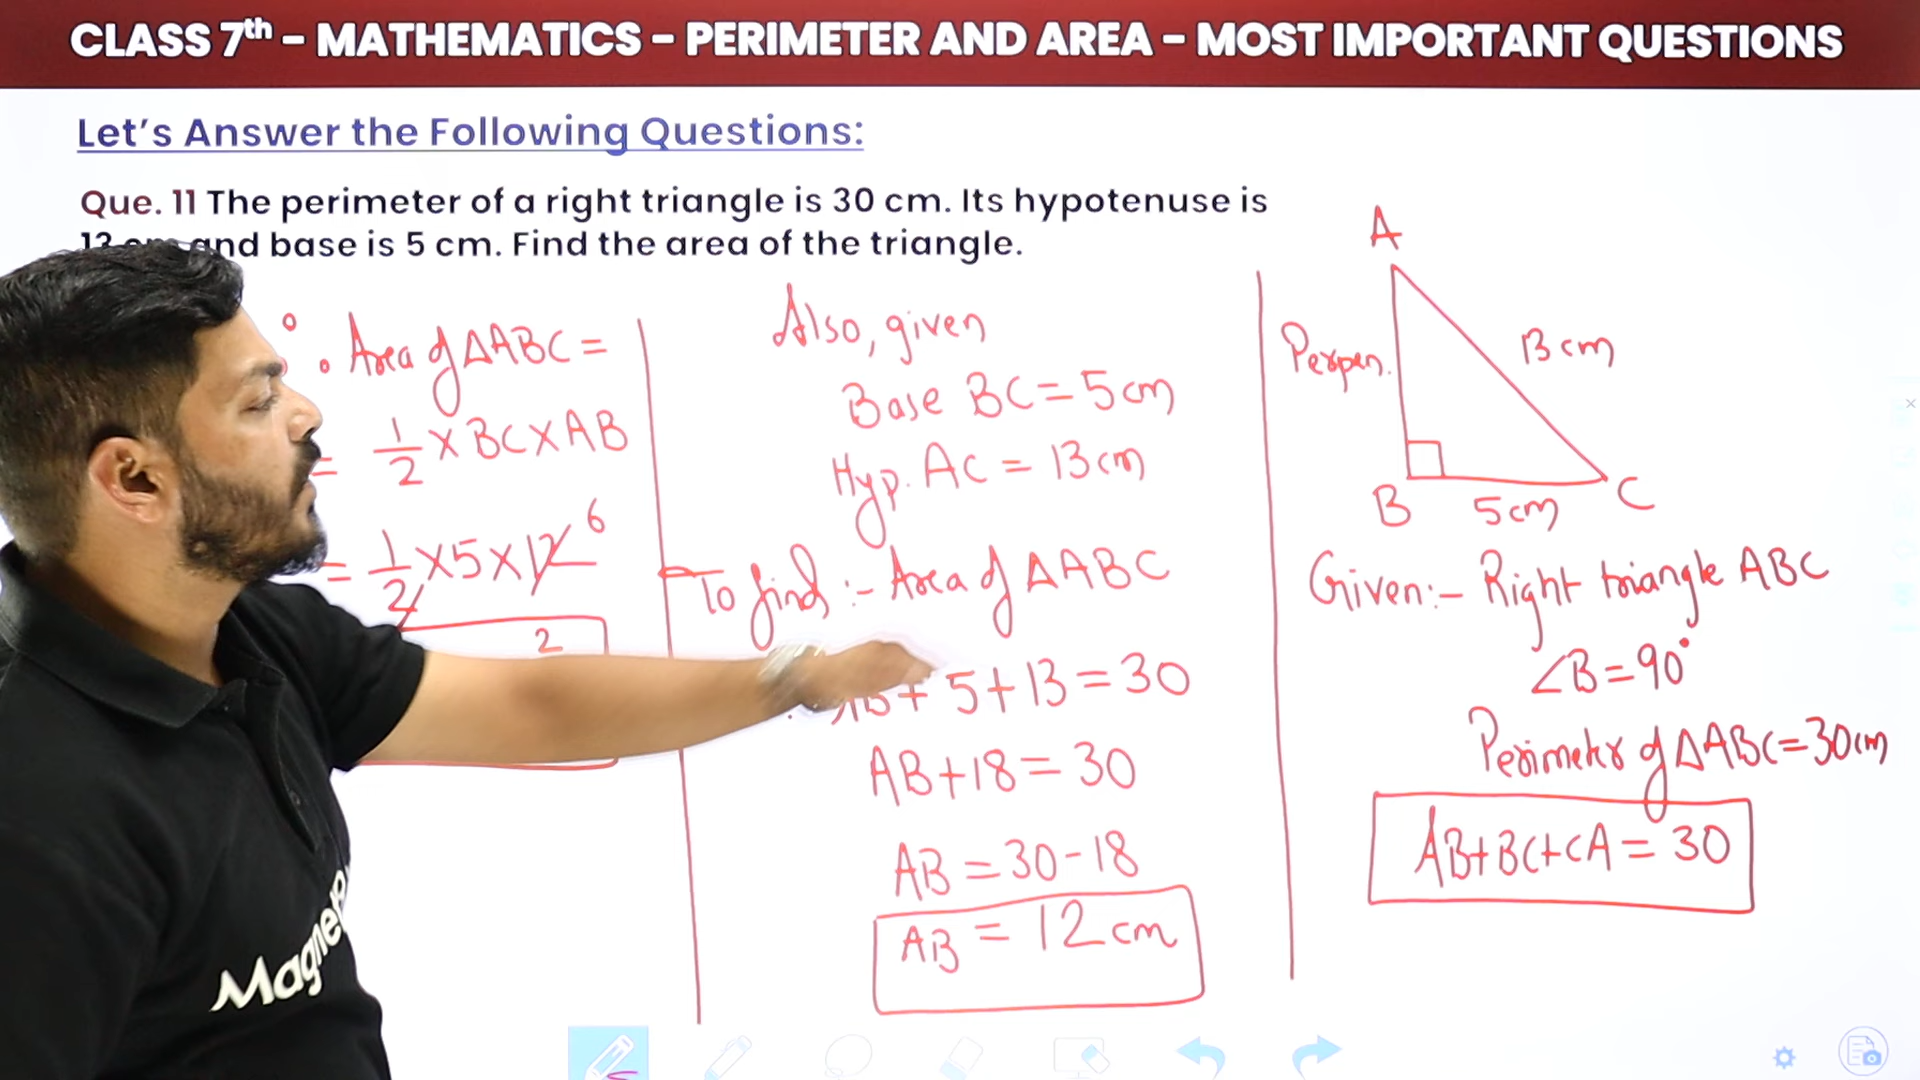 CLASS 7th – MATHEMATICS – PERIMETER AND AREA – MOST IMPORTANT QUESTIONS
Let's Answer the Following Questions:
Que. 11 The perimeter of a right triangle is 30 cm. Its hypotenuse is
and base is 5 cm. Find the area of the triangle.
A
Perpen.
13 cm
B
5 cm
C
Given:- Right triangle ABC
∠B = 90°
Perimeter of ΔABC = 30 cm
AB+BC+CA = 30
Also, given
Base BC = 5 cm
Hyp. AC = 13 cm
To find :- Area of ΔABC
AB + 5 + 13 = 30
AB + 18 = 30
AB = 30 - 18
AB = 12 cm
Area of ΔABC =
= 1/2 × BC × AB
= 1/2 × 5 × 12 6
2
Magne